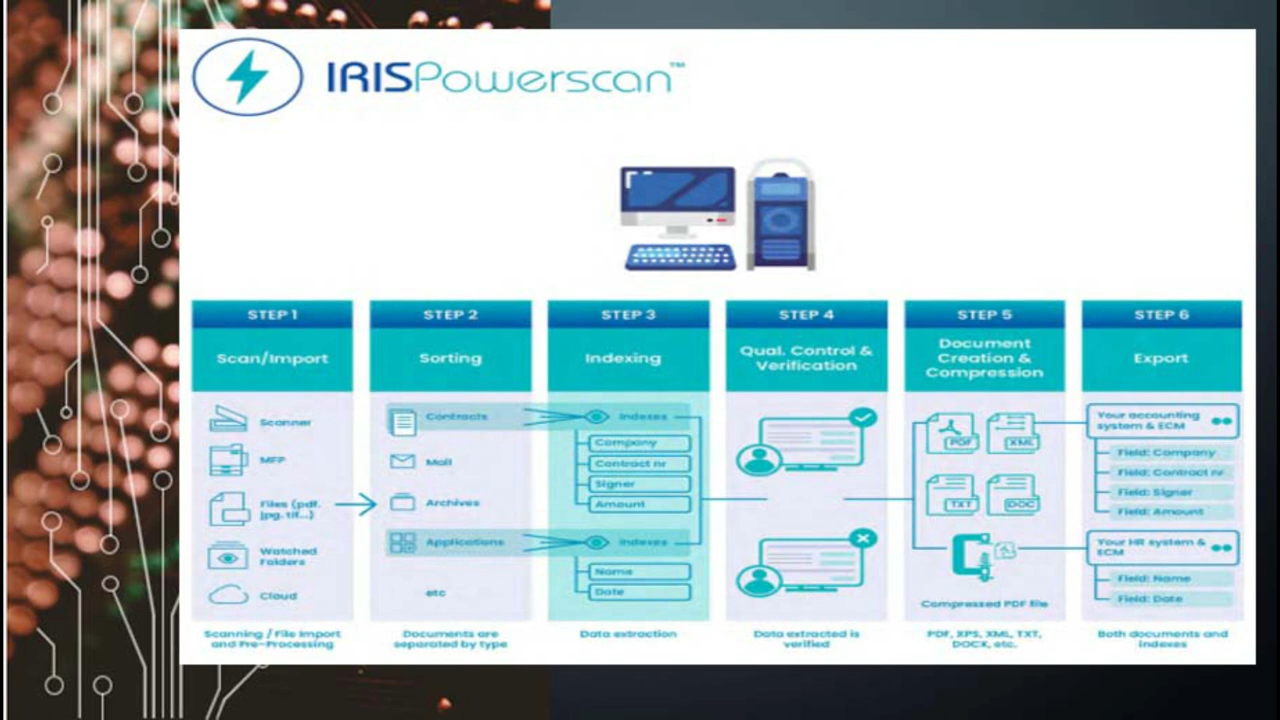 IRISPowerscan™
STEP 1
Scan/Import
Scanner
MFP
Files (pdf,
jpg, tif...)
Watched
Folders
Cloud
Scanning / File Import
and Pre-Processing
STEP 2
Sorting
Contracts
Mail
Archives
Applications
etc
Documents are
separated by type
STEP 3
Indexing
Indexes
Company
Contract nr
Signer
Amount
Indexes
Name
Date
Data extraction
STEP 4
Qual. Control &
Verification
Data extracted is
verified
STEP 5
Document
Creation &
Compression
PDF
XML
TXT
DOC
Compressed PDF file
PDF, XPS, XML, TXT,
DOCX, etc.
STEP 6
Export
Your accounting
system & ECM
Field: Company
Field: Contract nr
Field: Signer
Field: Amount
Your HR system &
ECM
Field: Name
Field: Date
Both documents and
indexes